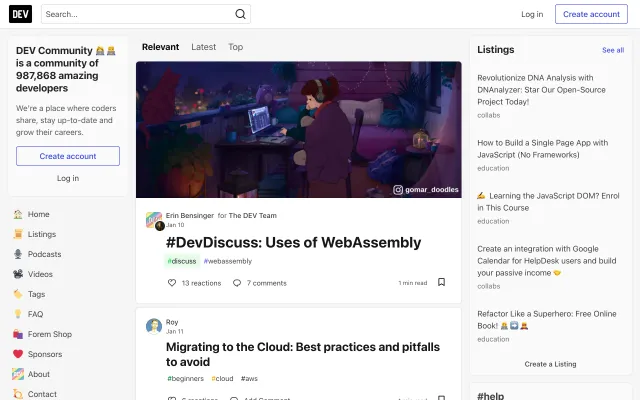 DEV
Search...
Log in
Create account
DEV Community
is a community of
987,868 amazing
developers
We're a place where coders
share, stay up-to-date and
grow their careers.
Create account
Log in
Home
Listings
Podcasts
Videos
Tags
FAQ
Forem Shop
Sponsors
About
Contact
Relevant
Latest
Top
gomar_doodles
Erin Bensinger for The DEV Team
Jan 10
#DevDiscuss: Uses of WebAssembly
#discuss #webassembly
13 reactions
7 comments
1 min read
Roy
Jan 11
Migrating to the Cloud: Best practices and pitfalls
to avoid
#beginners #cloud #aws
Add Comment
Listings
See all
Revolutionize DNA Analysis with
DNAnalyzer: Star Our Open-Source
Project Today!
collabs
How to Build a Single Page App with
JavaScript (No Frameworks)
education
Learning the JavaScript DOM? Enrol
in This Course
education
Create an integration with Google
Calendar for HelpDesk users and build
your passive income
collabs
Refactor Like a Superhero: Free Online
Book!
education
Create a Listing
#help